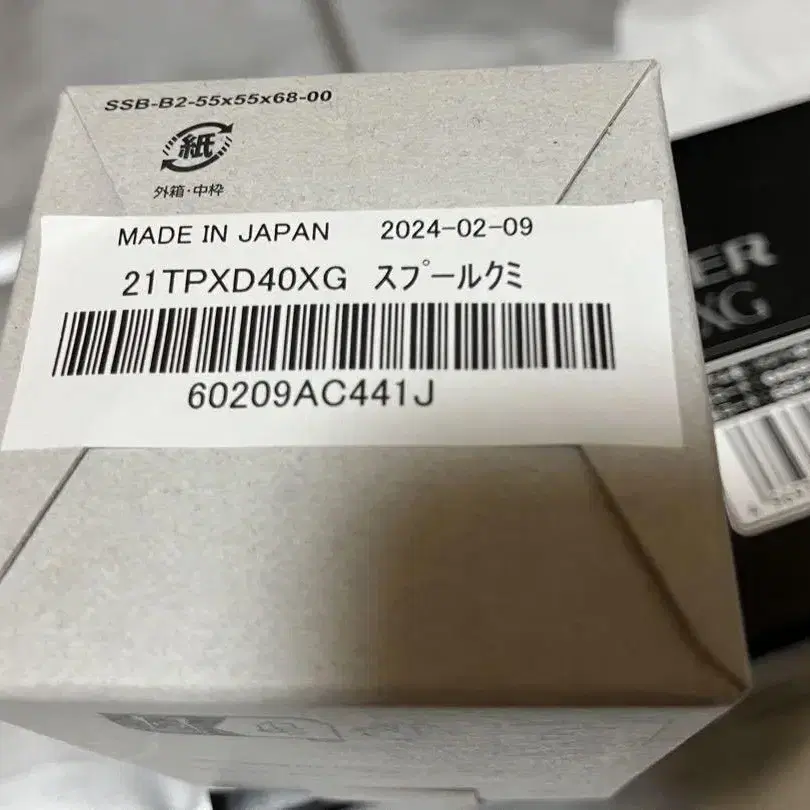 SSB-B2-55x55x68-00
紙
外箱・中枠
MADE IN JAPAN 2024-02-09
21TPXD40XG スプールクミ
60209AC441J
ER
XG